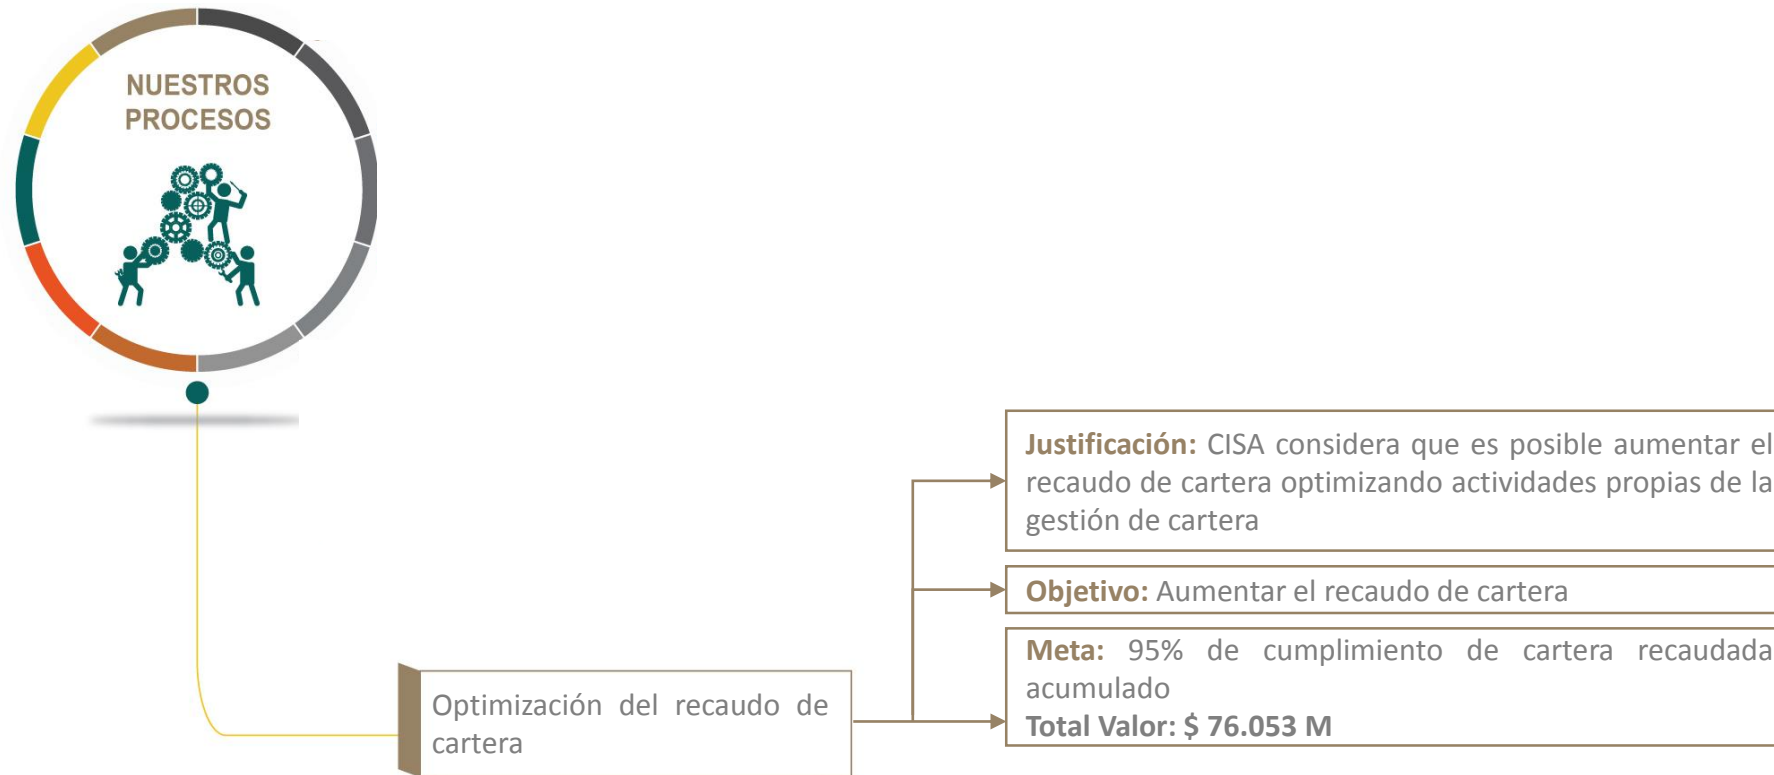 NUESTROS
PROCESOS
Justificación: CISA considera que es posible aumentar el
recaudo de cartera optimizando actividades propias de la
gestión de cartera
Objetivo: Aumentar el recaudo de cartera
Meta: 95% de cumplimiento de cartera recaudada
acumulado
Total Valor: $ 76.053 M
Optimización del recaudo de
cartera